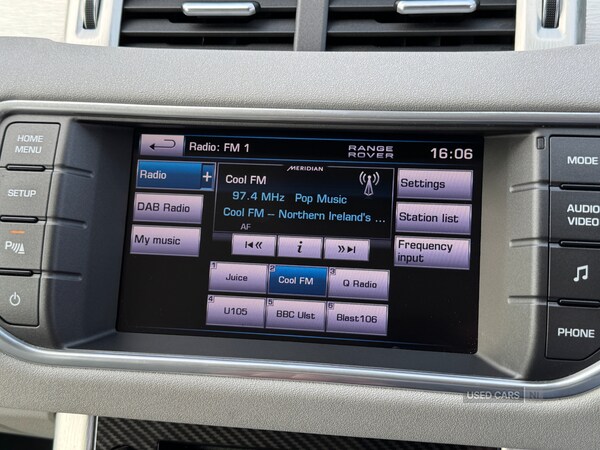 HOME
MENU
SETUP
P
Radio: FM 1
RANGE
ROVER
16:06
MODE
AUDIO
VIDEO
PHONE
Radio
+
DAB Radio
My music
MERIDIAN
Cool FM
97.4 MHz Pop Music
Cool FM – Northern Ireland's ...
AF
i
Settings
Station list
Frequency
input
1 Juice
2 Cool FM
3 Q Radio
4 U105
5 BBC Ulst
6 Blast106
USED CARS NI